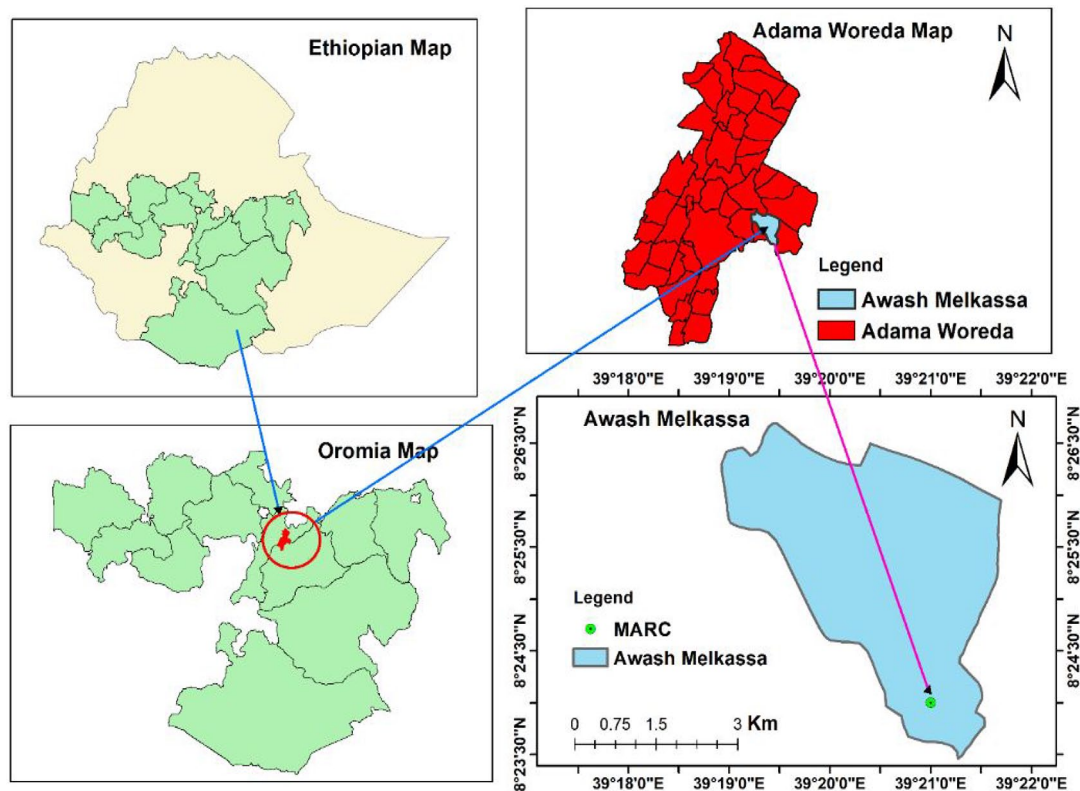 Ethiopian Map
Adama Woreda Map
N
Legend
Awash Melkassa
Adama Woreda
Oromia Map
39°18'0"E 39°19'0"E 39°20'0"E 39°21'0"E 39°22'0"E
Awash Melkassa
N
8°26'30"N
8°25'30"N
8°24'30"N
8°23'30"N
Legend
MARC
Awash Melkassa
0 0.75 1.5 3 Km
8°26'30"N
8°25'30"N
8°24'30"N
8°23'30"N
39°18'0"E 39°19'0"E 39°20'0"E 39°21'0"E 39°22'0"E